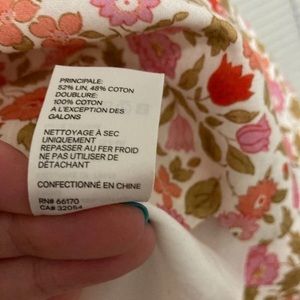 PRINCIPALE:
52% LIN, 48% COTON
DOUBLURE:
100% COTON
A L'EXCEPTION DES
GALONS
NETTOYAGE À SEC
UNIQUEMENT
REPASSER AU FER FROID
NE PAS UTILISER DE
DÉTACHANT
CONFECTIONNÉ EN CHINE
RN# 66170
CA# 32054